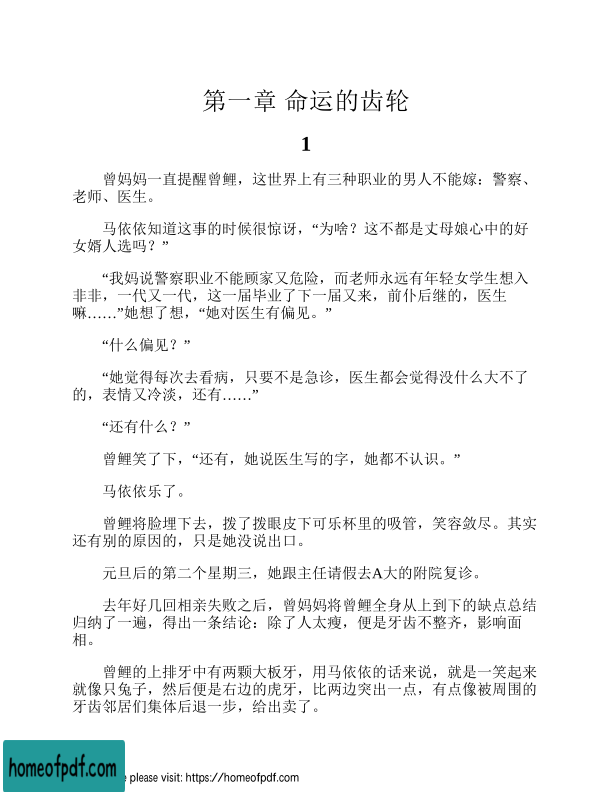 第一章 命运的齿轮
1
曾妈妈一直提醒曾鲤，这世界上有三种职业的男人不能嫁：警察、
老师、医生。
马依依知道这事的时候很惊讶，“为啥？这不都是丈母娘心中的好
女婿人选吗？”
“我妈说警察职业不能顾家又危险，而老师永远有年轻女学生想入
非非，一代又一代，这一届毕业了下一届又来，前仆后继的，医生
嘛……”她想了想，“她对医生有偏见。”
“什么偏见？”
“她觉得每次去看病，只要不是急诊，医生都会觉得没什么大不了
的，表情又冷淡，还有……”
“还有什么？”
曾鲤笑了下，“还有，她说医生写的字，她都不认识。”
马依依乐了。
曾鲤将脸埋下去，拨了拨眼皮下可乐杯里的吸管，笑容敛尽。其实
还有别的原因的，只是她没说出口。
元旦后的第二个星期三，她跟主任请假去A大的附院复诊。
去年好几回相亲失败之后，曾妈妈将曾鲤全身从上到下的缺点总结
归纳了一遍，得出一条结论：除了人太瘦，便是牙齿不整齐，影响面
相。
曾鲤的上排牙中有两颗大板牙，用马依依的话来说，就是一笑起来
就像只兔子，然后便是右边的虎牙，比两边突出一点，有点像被周围的
牙齿邻居们集体后退一步，给出卖了。
homeofpdf.com
e please visit: https://homeofpdf.com